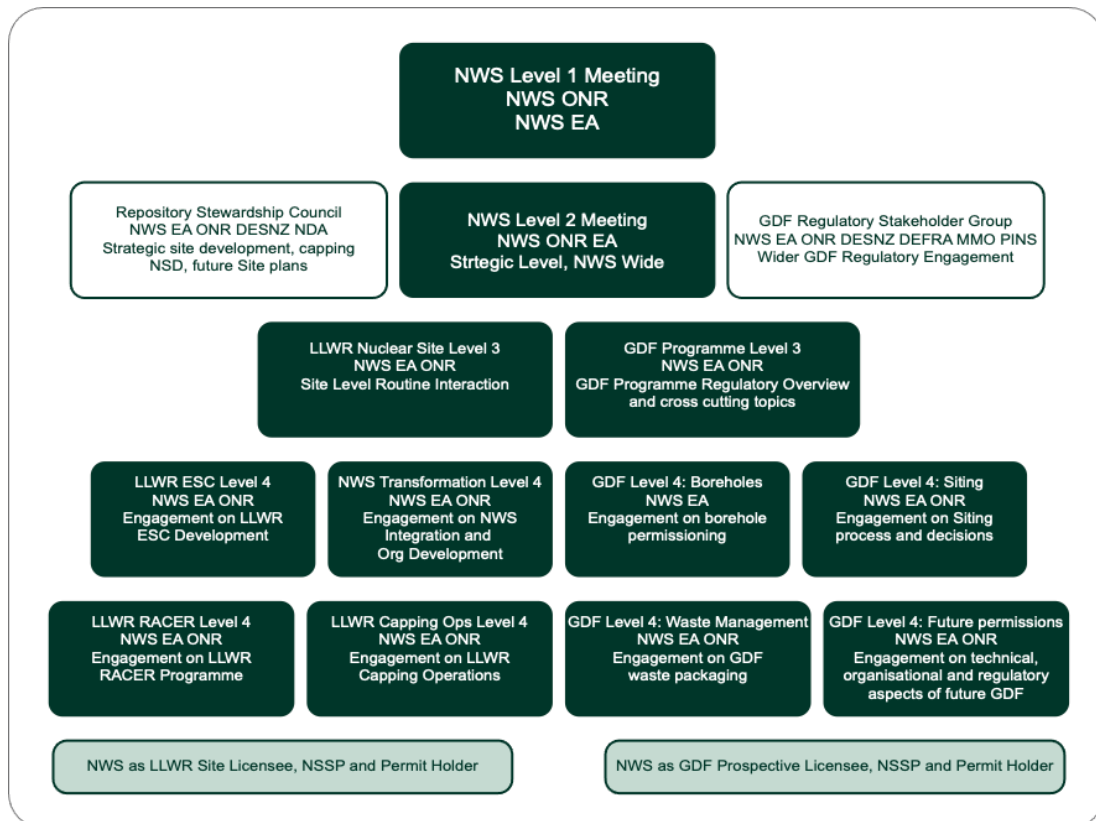 NWS Level 1 Meeting
NWS ONR
NWS EA
Repository Stewardship Council
NWS EA ONR DESNZ NDA
Strategic site development, capping
NSD, future Site plans
NWS Level 2 Meeting
NWS ONR EA
Strtegic Level, NWS Wide
GDF Regulatory Stakeholder Group
NWS EA ONR DESNZ DEFRA MMO PINS
Wider GDF Regulatory Engagement
LLWR Nuclear Site Level 3
NWS EA ONR
Site Level Routine Interaction
GDF Programme Level 3
NWS EA ONR
GDF Programme Regulatory Overview
and cross cutting topics
LLWR ESC Level 4
NWS EA ONR
Engagement on LLWR
ESC Development
NWS Transformation Level 4
NWS EA ONR
Engagement on NWS
Integration and
Org Development
GDF Level 4: Boreholes
NWS EA
Engagement on borehole
permissioning
GDF Level 4: Siting
NWS EA ONR
Engagement on Siting
process and decisions
LLWR RACER Level 4
NWS EA ONR
Engagement on LLWR
RACER Programme
LLWR Capping Ops Level 4
NWS EA ONR
Engagement on LLWR
Capping Operations
GDF Level 4: Waste Management
NWS EA ONR
Engagement on GDF
waste packaging
GDF Level 4: Future permissions
NWS EA ONR
Engagement on technical,
organisational and regulatory
aspects of future GDF
NWS as LLWR Site Licensee, NSSP and Permit Holder
NWS as GDF Prospective Licensee, NSSP and Permit Holder